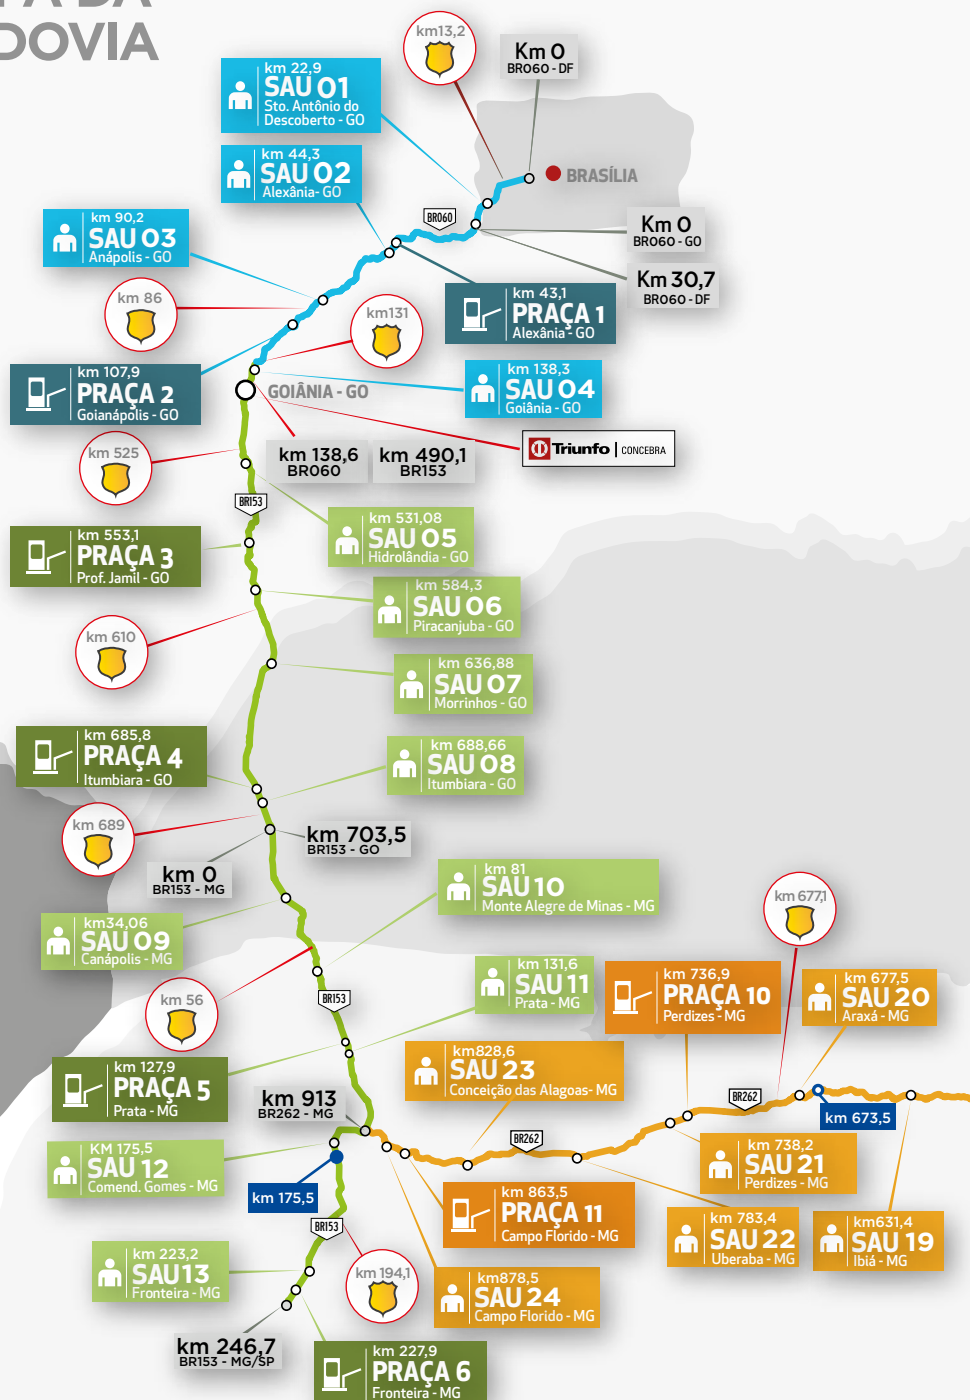 DOVIA
km13,2
Km 0
BR060 - DF
km 22,9
SAU 01
Sto. Antônio do
Descoberto - GO
km 44,3
SAU 02
Alexânia- GO
BRASÍLIA
BR060
km 90,2
SAU 03
Anápolis - GO
Km 0
BR060 - GO
Km 30,7
BR060 - DF
km 86
km131
km 43,1
PRAÇA 1
Alexânia - GO
km 107,9
PRAÇA 2
Goianápolis - GO
GOIÂNIA - GO
km 138,3
SAU 04
Goiânia - GO
km 525
km 138,6
BR060
km 490,1
BR153
Triunfo | CONCEBRA
BR153
km 553,1
PRAÇA 3
Prof. Jamil - GO
km 531,08
SAU 05
Hidrolândia - GO
km 584,3
SAU 06
Piracanjuba - GO
km 610
km 636,88
SAU 07
Morrinhos - GO
km 685,8
PRAÇA 4
Itumbiara - GO
km 688,66
SAU 08
Itumbiara - GO
km 689
km 703,5
BR153 - GO
km 0
BR153 - MG
km 81
SAU 10
Monte Alegre de Minas - MG
km 677,1
km34,06
SAU 09
Canápolis - MG
km 56
BR153
km 131,6
SAU 11
Prata - MG
km 736,9
PRAÇA 10
Perdizes - MG
km 677,5
SAU 20
Araxá - MG
km 127,9
PRAÇA 5
Prata - MG
km828,6
SAU 23
Conceição das Alagoas- MG
km 913
BR262 - MG
BR262
km 673,5
KM 175,5
SAU 12
Comend. Gomes - MG
BR262
km 738,2
SAU 21
Perdizes - MG
km 175,5
km 863,5
PRAÇA 11
Campo Florido - MG
km 783,4
SAU 22
Uberaba - MG
km631,4
SAU 19
Ibiá - MG
BR153
km 223,2
SAU 13
Fronteira - MG
km 194,1
km878,5
SAU 24
Campo Florido - MG
km 246,7
BR153 - MG/SP
km 227,9
PRAÇA 6
Fronteira - MG